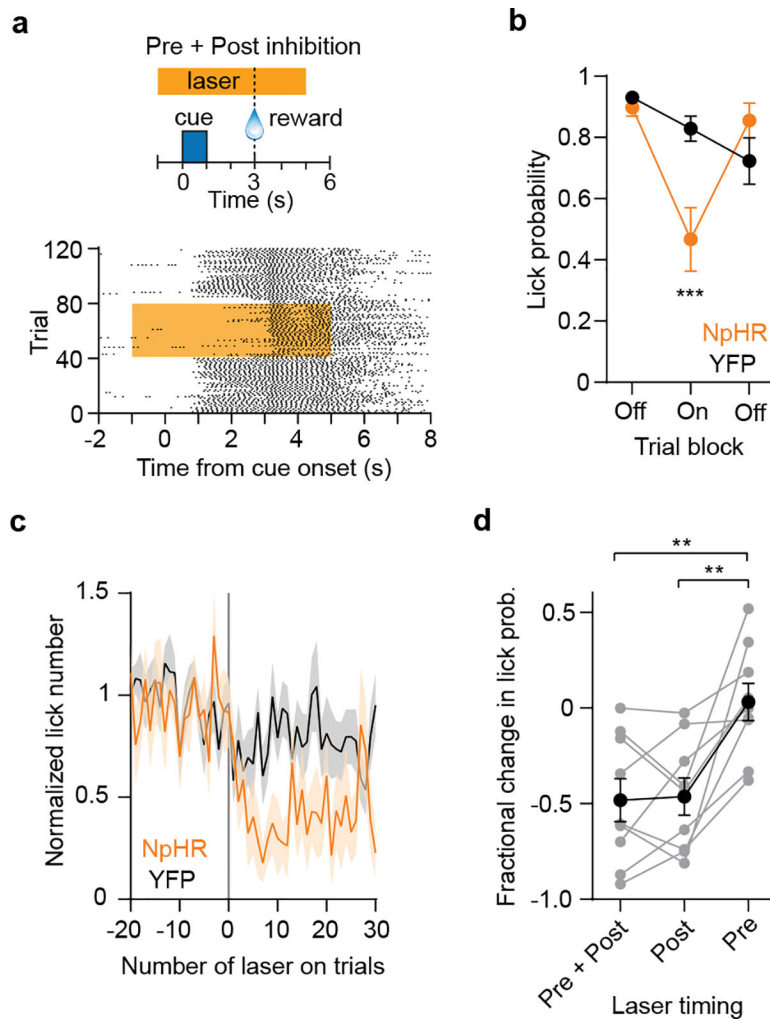 a
Pre + Post inhibition
laser
cue
reward
0 3 6
Time (s)
120
80
40
0
Trial
-2 0 2 4 6 8
Time from cue onset (s)
b
1
0.8
0.6
0.4
0.2
0
Lick probability
***
NpHR
YFP
Off On Off
Trial block
c
1.5
1
0.5
0
Normalized lick number
NpHR
YFP
-20 -10 0 10 20 30
Number of laser on trials
d
** 
**
0.5
0
-0.5
-1.0
Fractional change in lick prob.
Pre + Post Post Pre
Laser timing